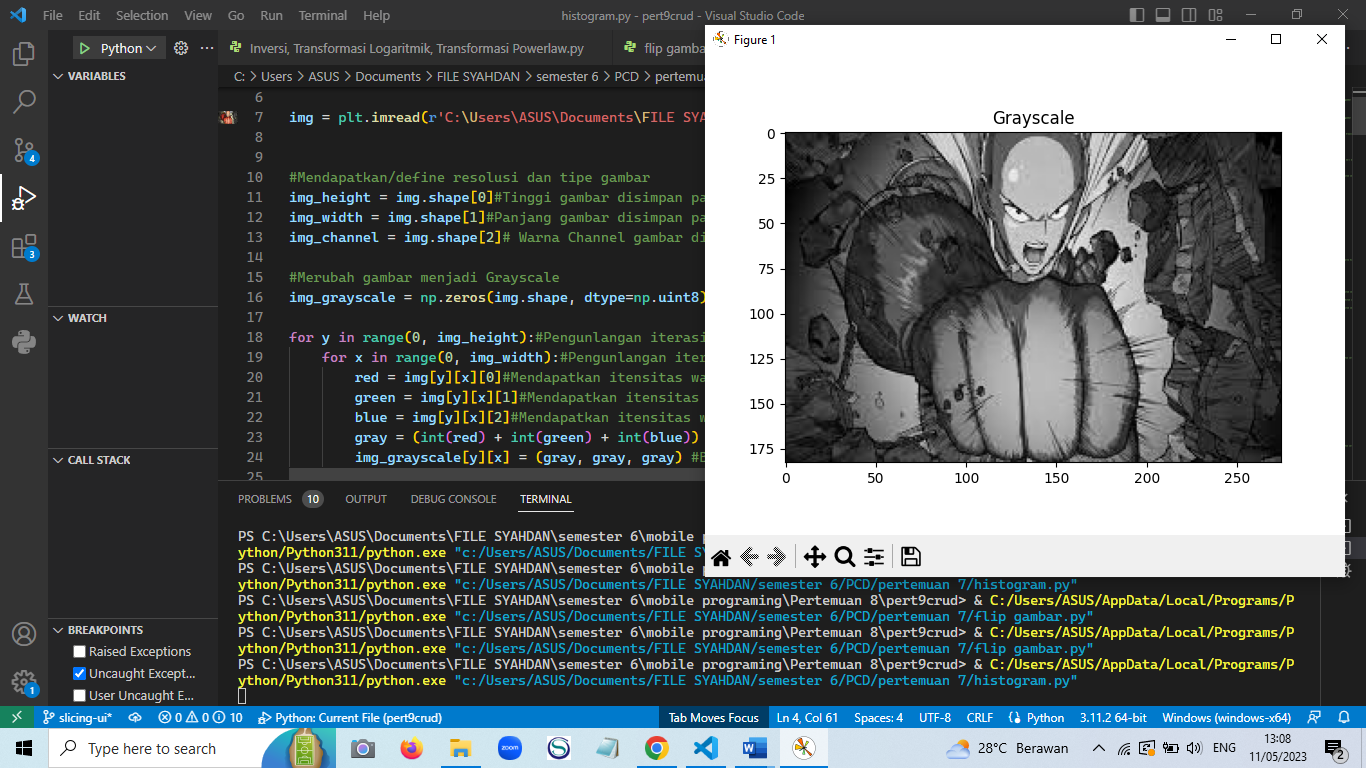 File Edit Selection View Go Run Terminal Help histogram.py - pert9crud - Visual Studio Code
Python
Inversi, Transformasi Logaritmik, Transformasi Powerlaw.py flip gamba
C: > Users > ASUS > Documents > FILE SYAHDAN > semester 6 > PCD > pertemua
VARIABLES
WATCH
CALL STACK
BREAKPOINTS
Raised Exceptions
Uncaught Except...
User Uncaught E...
4
3
1
6
7 img = plt.imread(r'C:\Users\ASUS\Documents\FILE SYA
8
9
10 #Mendapatkan/define resolusi dan tipe gambar
11 img_height = img.shape[0]#Tinggi gambar disimpan pa
12 img_width = img.shape[1]#Panjang gambar disimpan pa
13 img_channel = img.shape[2]# Warna Channel gambar di
14
15 #Merubah gambar menjadi Grayscale
16 img_grayscale = np.zeros(img.shape, dtype=np.uint8)
17
18 for y in range(0, img_height):#Pengunlangan iterasi
19 for x in range(0, img_width):#Pengunlangan iter
20 red = img[y][x][0]#Mendapatkan itensitas wa
21 green = img[y][x][1]#Mendapatkan itensitas
22 blue = img[y][x][2]#Mendapatkan itensitas w
23 gray = (int(red) + int(green) + int(blue))
24 img_grayscale[y][x] = (gray, gray, gray) #B
25
Figure 1
Grayscale
0
25
50
75
100
125
150
175
0 50 100 150 200 250
PROBLEMS 10 OUTPUT DEBUG CONSOLE TERMINAL
PS C:\Users\ASUS\Documents\FILE SYAHDAN\semester 6\mobile p
ython/Python311/python.exe "c:/Users/ASUS/Documents/FILE SY
PS C:\Users\ASUS\Documents\FILE SYAHDAN\semester 6\mobile
ython/Python311/python.exe "c:/Users/ASUS/Documents/FILE SYAHDAN/semester 6/PCD/pertemuan 7/histogram.py"
PS C:\Users\ASUS\Documents\FILE SYAHDAN\semester 6\mobile programing\Pertemuan 8\pert9crud> & C:/Users/ASUS/AppData/Local/Programs/P
ython/Python311/python.exe "c:/Users/ASUS/Documents/FILE SYAHDAN/semester 6/PCD/pertemuan 7/flip gambar.py"
PS C:\Users\ASUS\Documents\FILE SYAHDAN\semester 6\mobile programing\Pertemuan 8\pert9crud> & C:/Users/ASUS/AppData/Local/Programs/P
ython/Python311/python.exe "c:/Users/ASUS/Documents/FILE SYAHDAN/semester 6/PCD/pertemuan 7/flip gambar.py"
PS C:\Users\ASUS\Documents\FILE SYAHDAN\semester 6\mobile programing\Pertemuan 8\pert9crud> & C:/Users/ASUS/AppData/Local/Programs/P
ython/Python311/python.exe "c:/Users/ASUS/Documents/FILE SYAHDAN/semester 6/PCD/pertemuan 7/histogram.py"
slicing-ui* 0 0 10 Python: Current File (pert9crud) Tab Moves Focus Ln 4, Col 61 Spaces: 4 UTF-8 CRLF Python 3.11.2 64-bit Windows (windows-x64)
Type here to search zoom 28°C Berawan ENG 13:08
11/05/2023 2